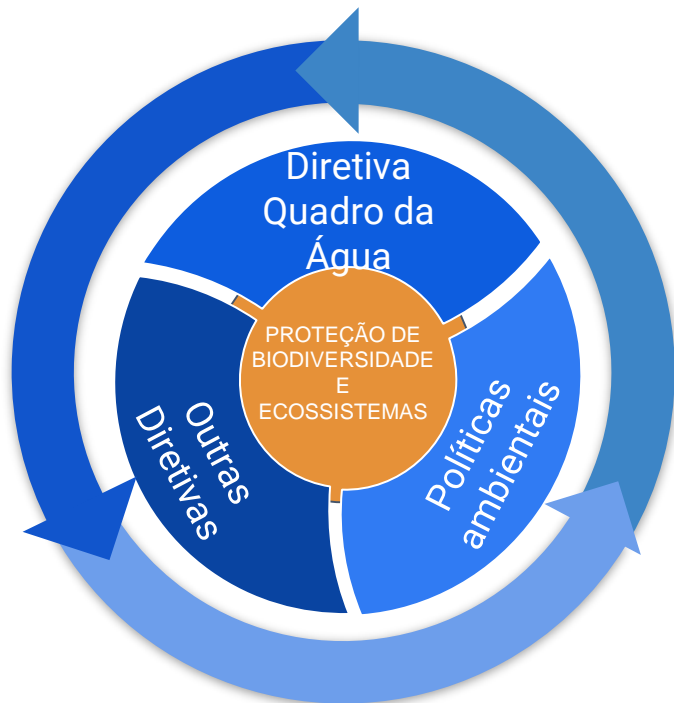 Diretiva
Quadro da
Água
PROTEÇÃO DE
BIODIVERSIDADE
E
ECOSSISTEMAS
Outras
Diretivas
Políticas
ambientais